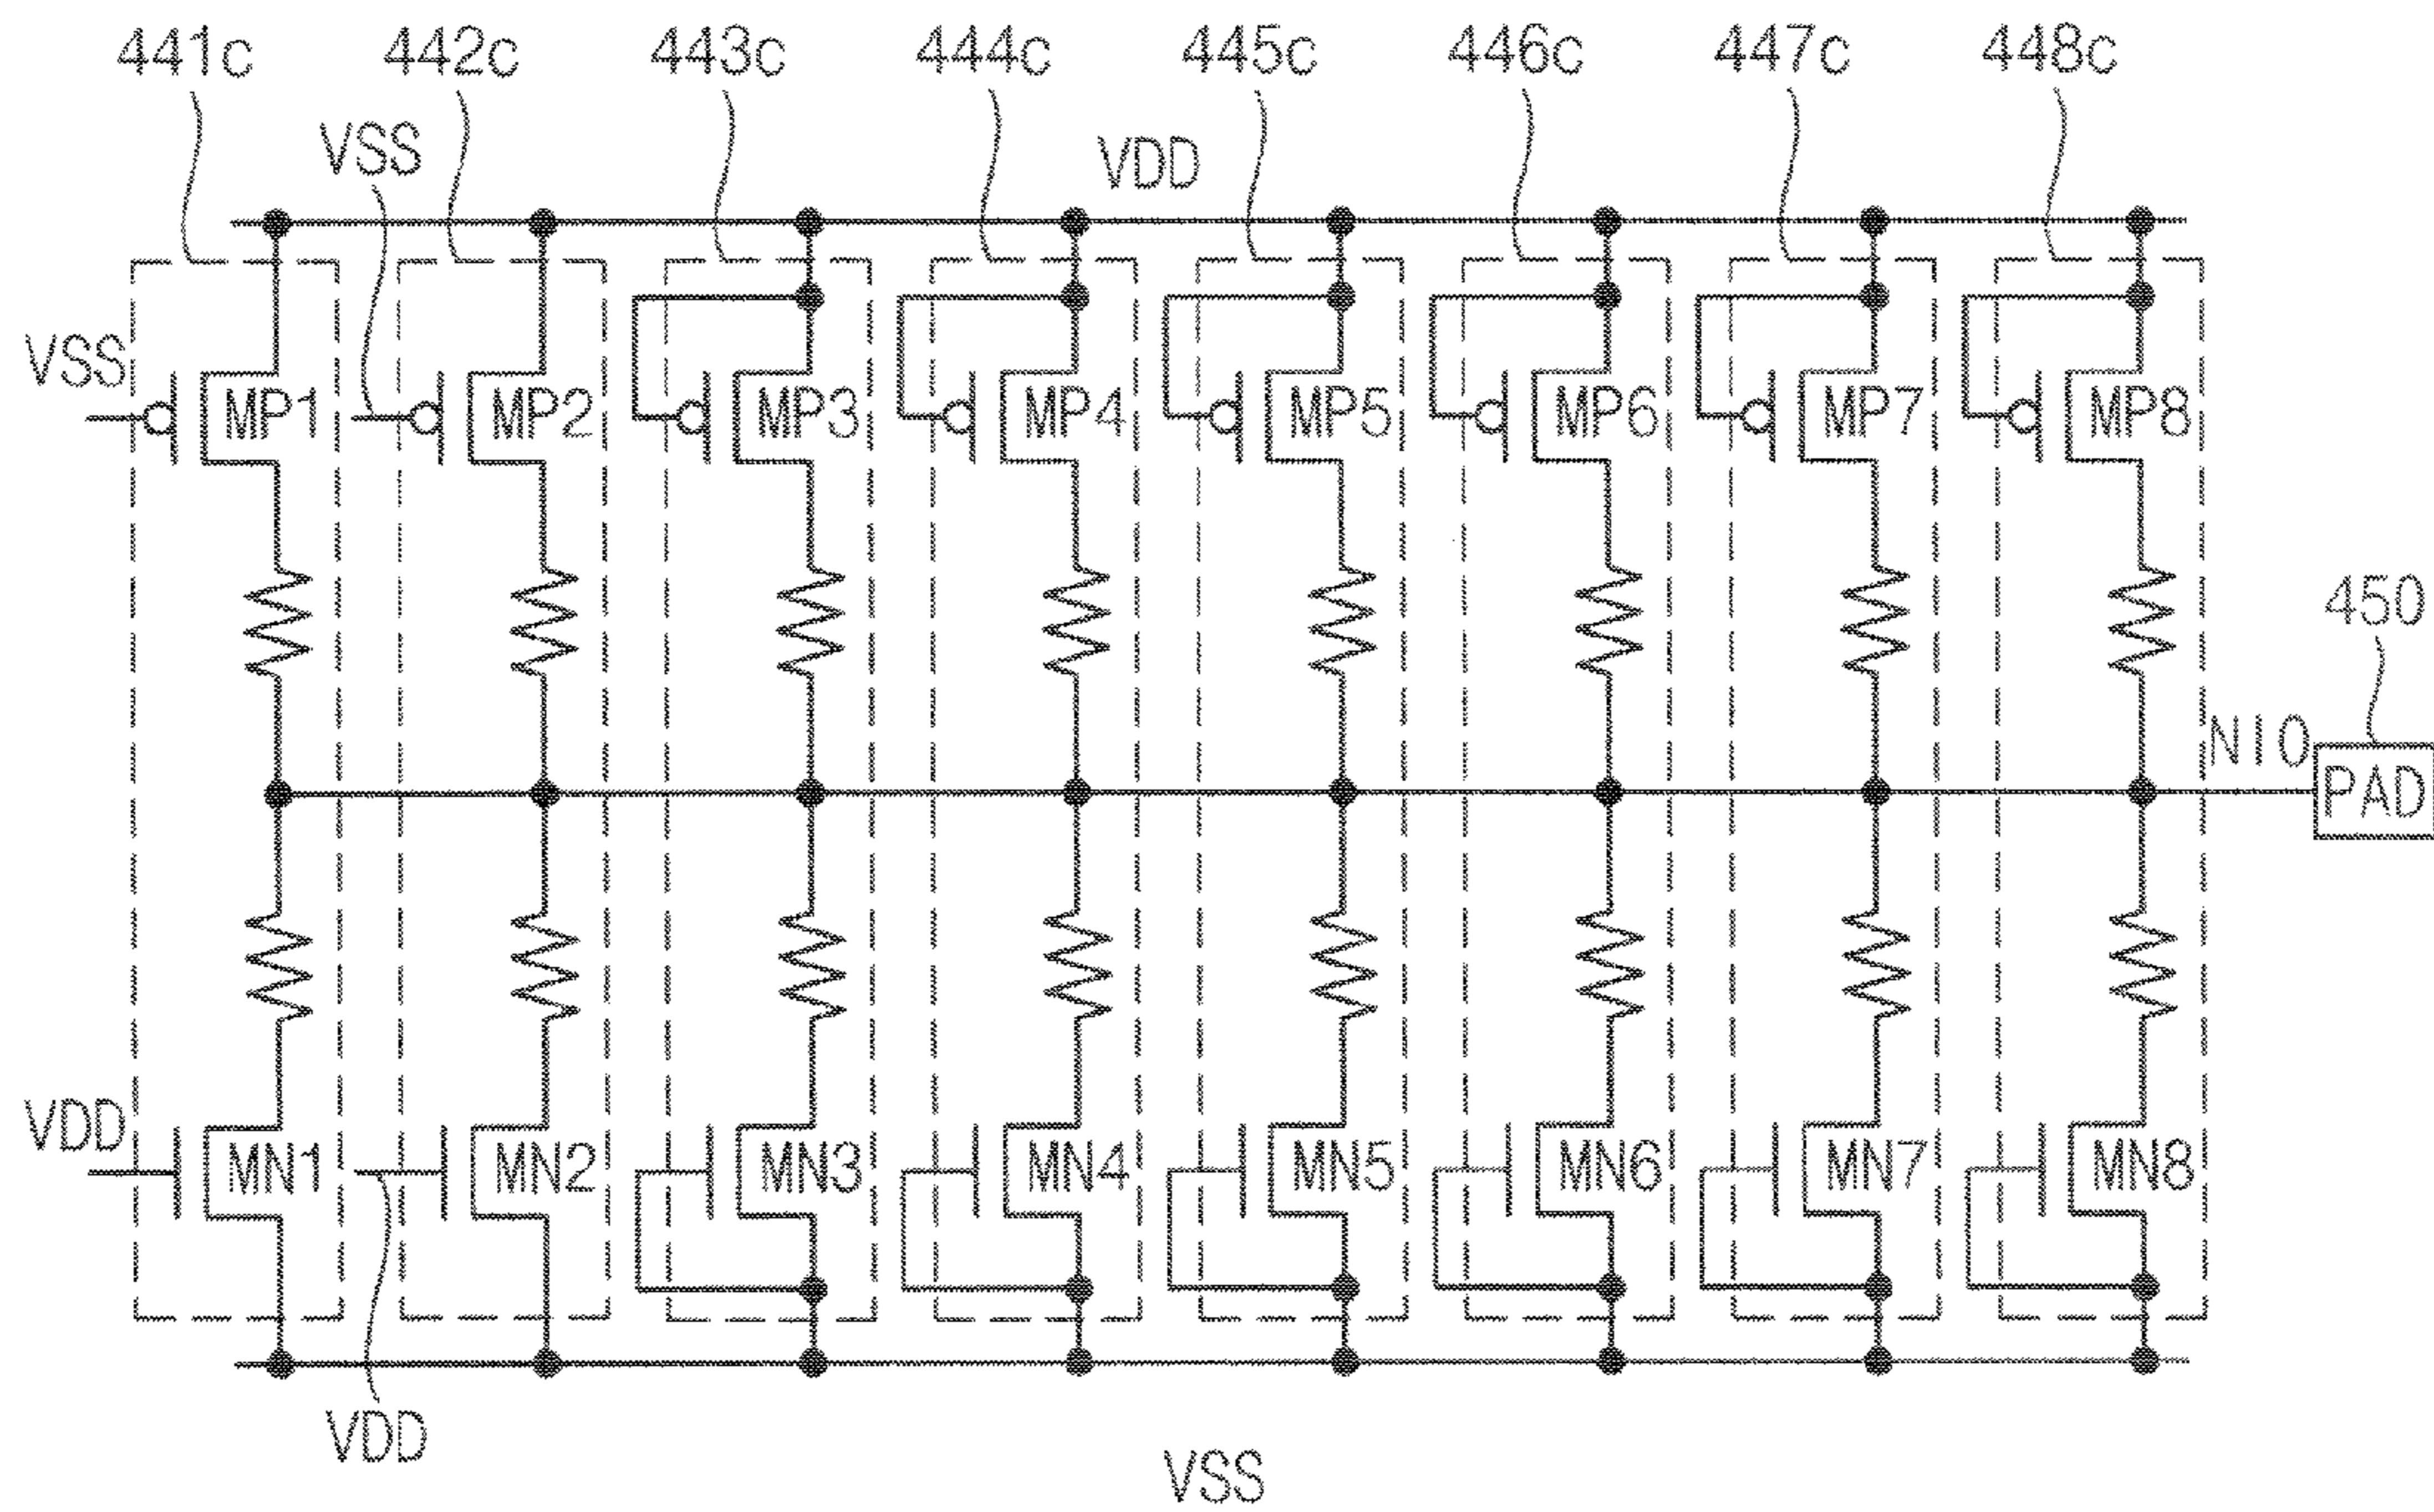 441c 442c 443c 444c 445c 446c 447c 448c
VSS VDD
VSS
MP1 MP2 MP3 MP4 MP5 MP6 MP7 MP8
450
NIO
PAD
VDD
MN1 MN2 MN3 MN4 MN5 MN6 MN7 MN8
VDD
VSS